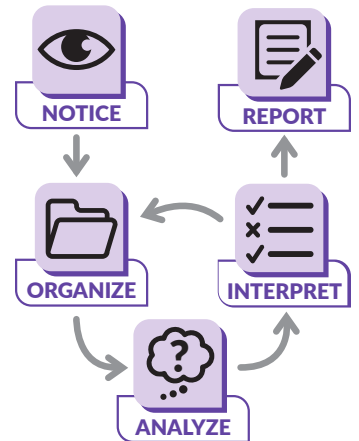 NOTICE
REPORT
ORGANIZE
INTERPRET
?
ANALYZE